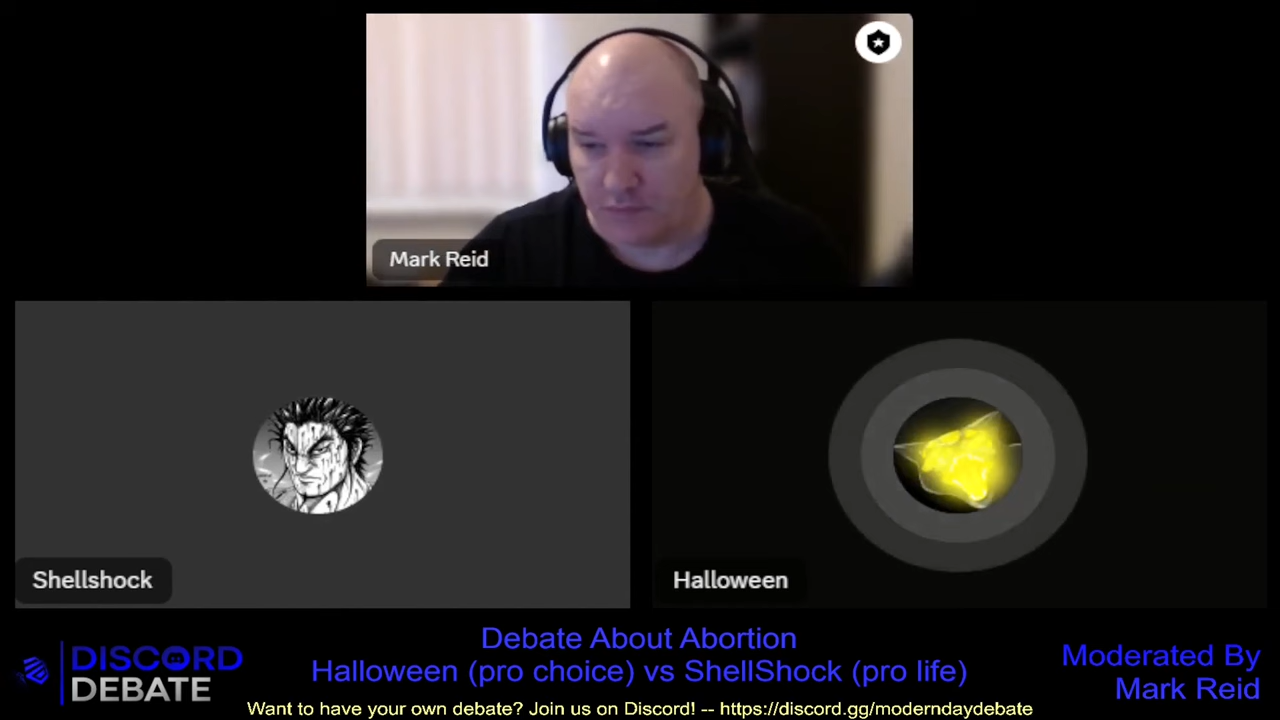 Mark Reid
Shellshock
Halloween
DISCORD
DEBATE
Debate About Abortion
Halloween (pro choice) vs ShellShock (pro life)
Moderated By
Mark Reid
Want to have your own debate? Join us on Discord! -- https://discord.gg/moderndaydebate